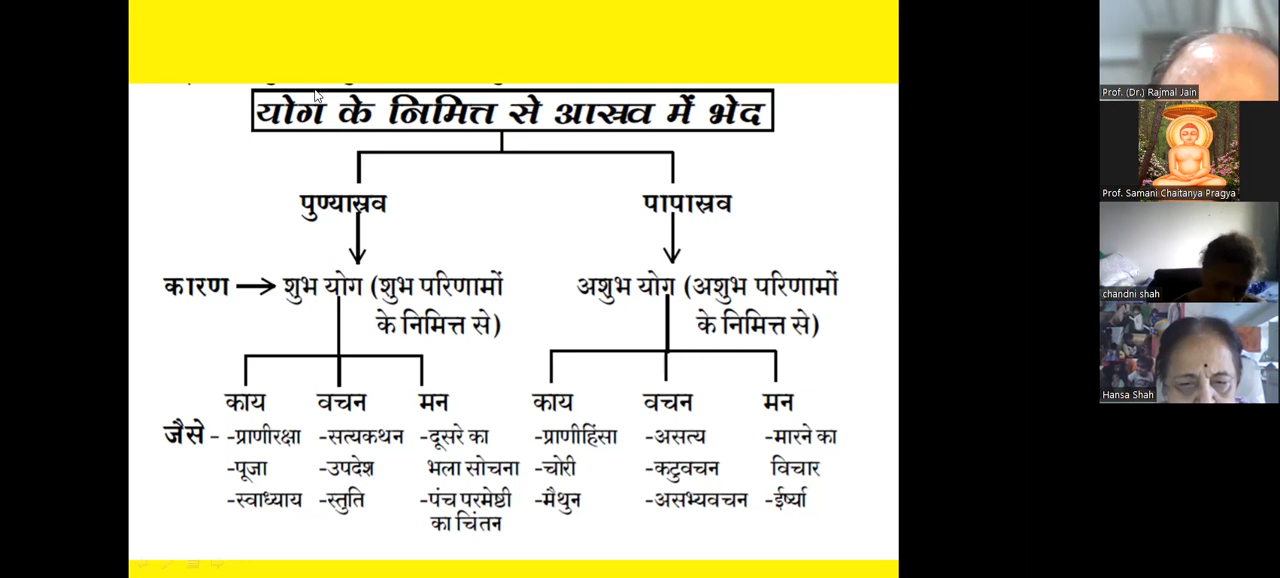 योग के निमित्त से आस्रव में भेद
पुण्यास्रव
पापास्रव
कारण → शुभ योग (शुभ परिणामों
के निमित्त से)
अशुभ योग (अशुभ परिणामों
के निमित्त से)
काय वचन मन काय वचन मन
जैसे - -प्राणीरक्षा -सत्यकथन -दूसरे का -प्राणीहिंसा -असत्य -मारने का
-पूजा -उपदेश भला सोचना -चोरी -कटुवचन विचार
-स्वाध्याय -स्तुति -पंच परमेष्ठी -मैथुन -असभ्यवचन -ईर्ष्या
का चिंतन
Prof. (Dr.) Rajmal Jain
Prof. Samani Chaitanya Pragya
chandni shah
Hansa Shah